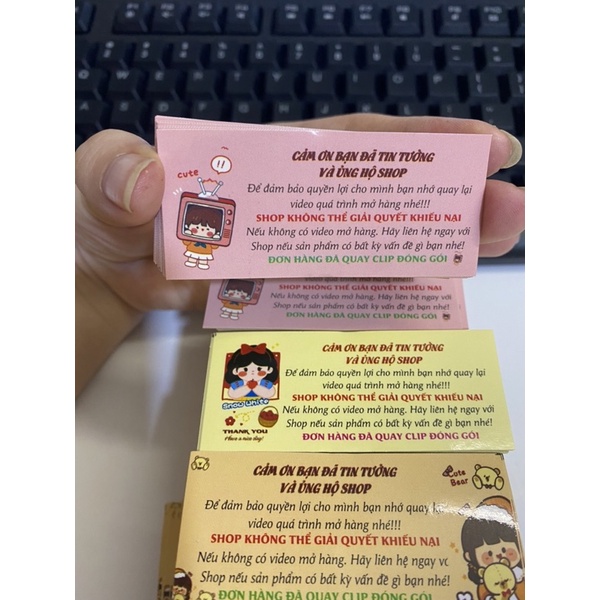 cute
!!
CẢM ƠN BẠN ĐÃ TIN TƯỞNG
VÀ ỦNG HỘ SHOP
Để đảm bảo quyền lợi cho mình bạn nhớ quay lại
video quá trình mở hàng nhé!!!
SHOP KHÔNG THỂ GIẢI QUYẾT KHIẾU NẠI
Nếu không có video mở hàng. Hãy liên hệ ngay với
Shop nếu sản phẩm có bất kỳ vấn đề gì bạn nhé!
ĐƠN HÀNG ĐÃ QUAY CLIP ĐÓNG GÓI
SHOP KHÔNG THỂ GIẢI QUYẾT KHIẾU NẠI
Nếu không có video mở hàng. Hãy liên hệ ngay với
Shop nếu sản phẩm có bất kỳ vấn đề gì bạn nhé!
ĐƠN HÀNG ĐÃ QUAY CLIP ĐÓNG GÓI
CẢM ƠN BẠN ĐÃ TIN TƯỞNG
VÀ ỦNG HỘ SHOP
Để đảm bảo quyền lợi cho mình bạn nhớ quay lại
video quá trình mở hàng nhé!!!
SHOP KHÔNG THỂ GIẢI QUYẾT KHIẾU NẠI
Nếu không có video mở hàng. Hãy liên hệ ngay với
Shop nếu sản phẩm có bất kỳ vấn đề gì bạn nhé!
ĐƠN HÀNG ĐÃ QUAY CLIP ĐÓNG GÓI
Snow White
THANK YOU
Have a nice day!
CẢM ƠN BẠN ĐÃ TIN TƯỞNG
VÀ ỦNG HỘ SHOP
Cute
Bear
Để đảm bảo quyền lợi cho mình bạn nhớ quay lại
video quá trình mở hàng nhé!!!
SHOP KHÔNG THỂ GIẢI QUYẾT KHIẾU NẠI
Nếu không có video mở hàng. Hãy liên hệ ngay
Shop nếu sản phẩm có bất kỳ vấn đề gì bạn nhé!
ĐƠN HÀNG ĐÃ QUAY CLIP ĐÓNG GÓI